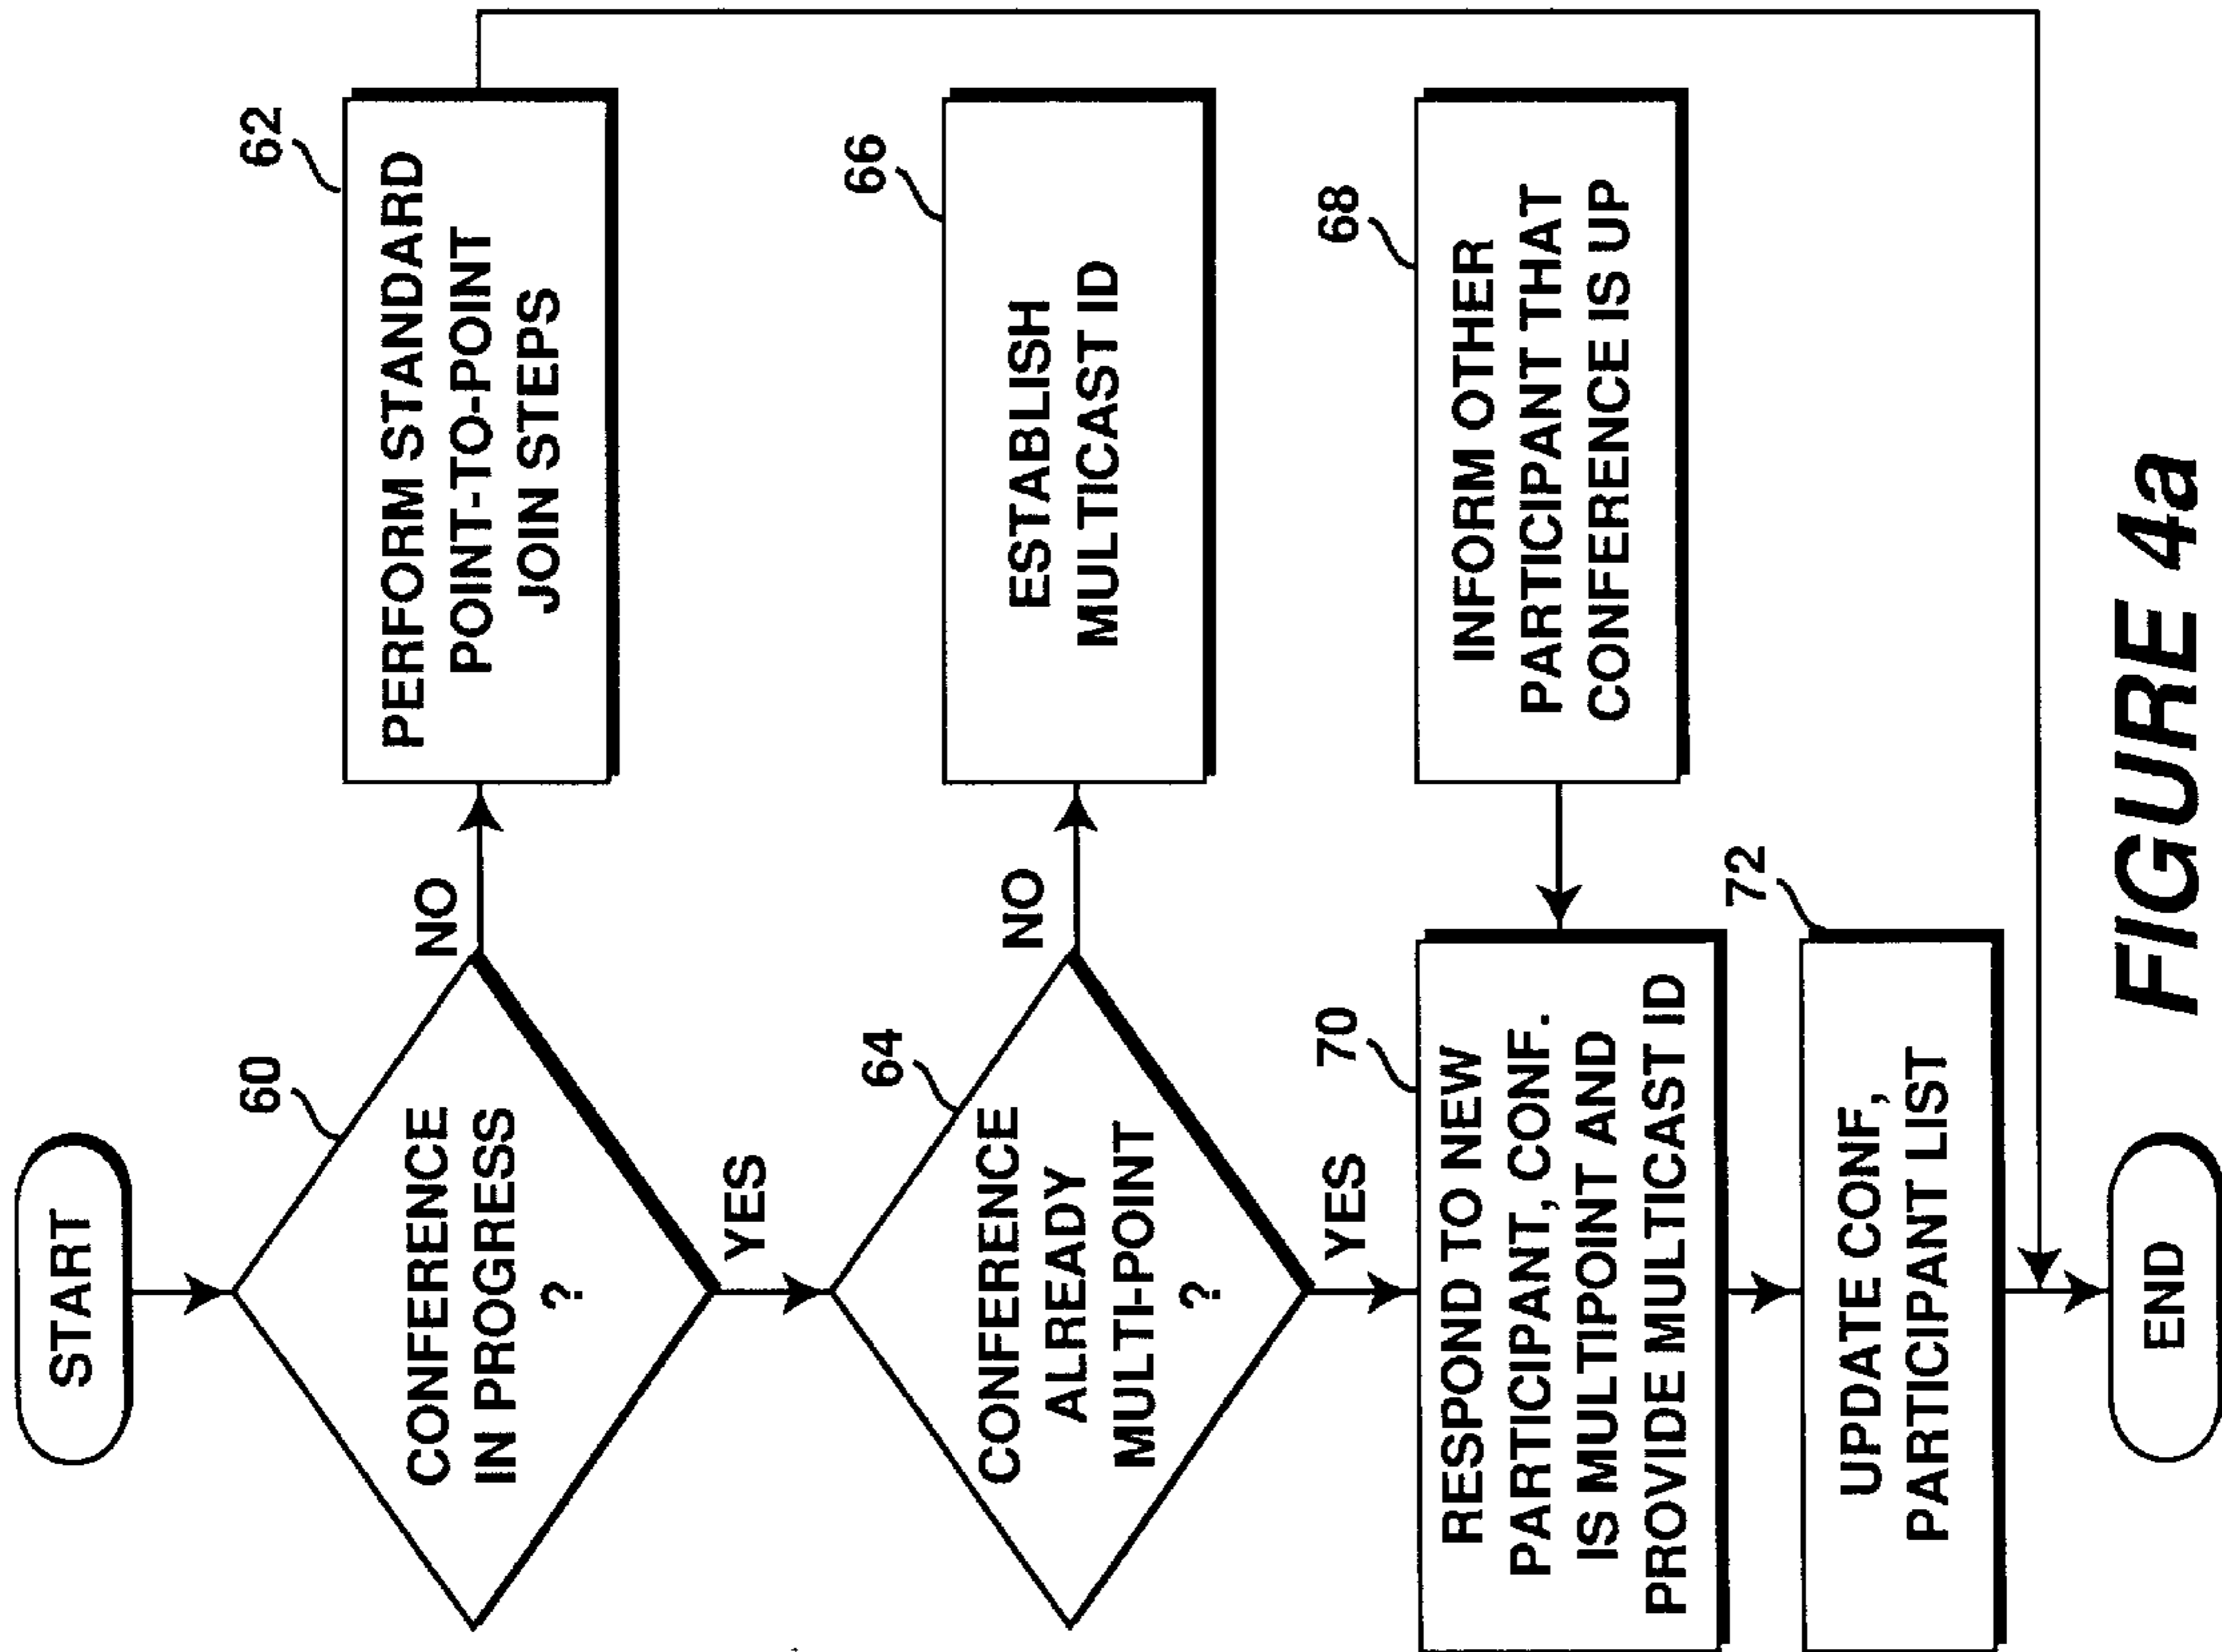 START
60
CONFERENCE
IN PROGRESS
?
NO
62
PERFORM STANDARD
POINT-TO-POINT
JOIN STEPS
YES
64
CONFERENCE
ALREADY
MULTI-POINT
?
NO
66
ESTABLISH
MULTICAST ID
YES
68
INFORM OTHER
PARTICIPANT THAT
CONFERENCE IS UP
70
RESPOND TO NEW
PARTICIPANT, CONF.
IS MULTIPOINT AND
PROVIDE MULTICAST ID
72
UPDATE CONF,
PARTICIPANT LIST
END
FIGURE 4a